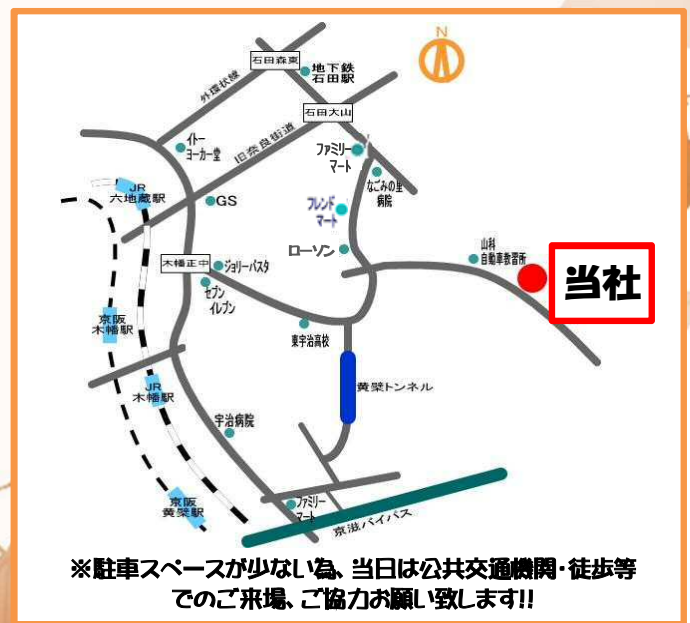 N
石田森東
地下鉄
石田駅
外環状線
石田大山
イトー
ヨーカー堂
旧奈良街道
ファミリー
マート
なごみの里
病院
JR
六地蔵駅
GS
フレンド
マート
ローソン
山科
自動車教習所
当社
木幡正中
ジョリーパスタ
セブン
イレブン
京阪
木幡駅
東宇治高校
JR
木幡駅
黄檗トンネル
宇治病院
京阪
黄檗駅
ファミリー
マート
京滋バイパス
※駐車スペースが少ない為、当日は公共交通機関・徒歩等
でのご来場、ご協力お願い致します!!